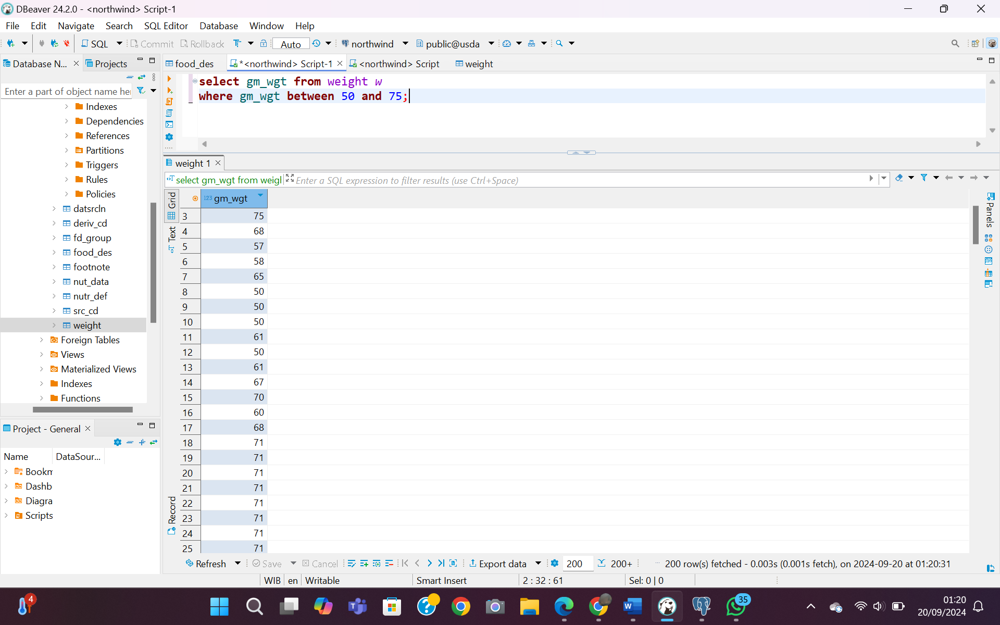 DBeaver 24.2.0 - <northwind> Script-1
File Edit Navigate Search SQL Editor Database Window Help
SQL Commit Rollback Auto northwind public@usda
Database N... Projects
food_des *<northwind> Script-1 <northwind> Script weight
Enter a part of object name he
select gm_wgt from weight w
where gm_wgt between 50 and 75;
Indexes
Dependencies
References
Partitions
Triggers
Rules
Policies
datsrcln
deriv_cd
fd_group
food_des
footnote
nut_data
nutr_def
src_cd
weight
Foreign Tables
Views
Materialized Views
Indexes
Functions
weight 1
select gm_wgt from weigl Enter a SQL expression to filter results (use Ctrl+Space)
Grid
Text
Record
Panels
123 gm_wgt
3 75
4 68
5 57
6 58
7 65
8 50
9 50
10 50
11 61
12 50
13 61
14 67
15 70
16 60
17 68
18 71
19 71
20 71
21 71
22 71
23 71
24 71
25 71
Project - General
Name DataSour...
Bookm
Dashb
Diagra
Scripts
Refresh Save Cancel Export data 200 200+ 200 row(s) fetched - 0.003s (0.001s fetch), on 2024-09-20 at 01:20:31
WIB en Writable Smart Insert 2 : 32 : 61 Sel: 0 | 0
4
35
01:20
20/09/2024